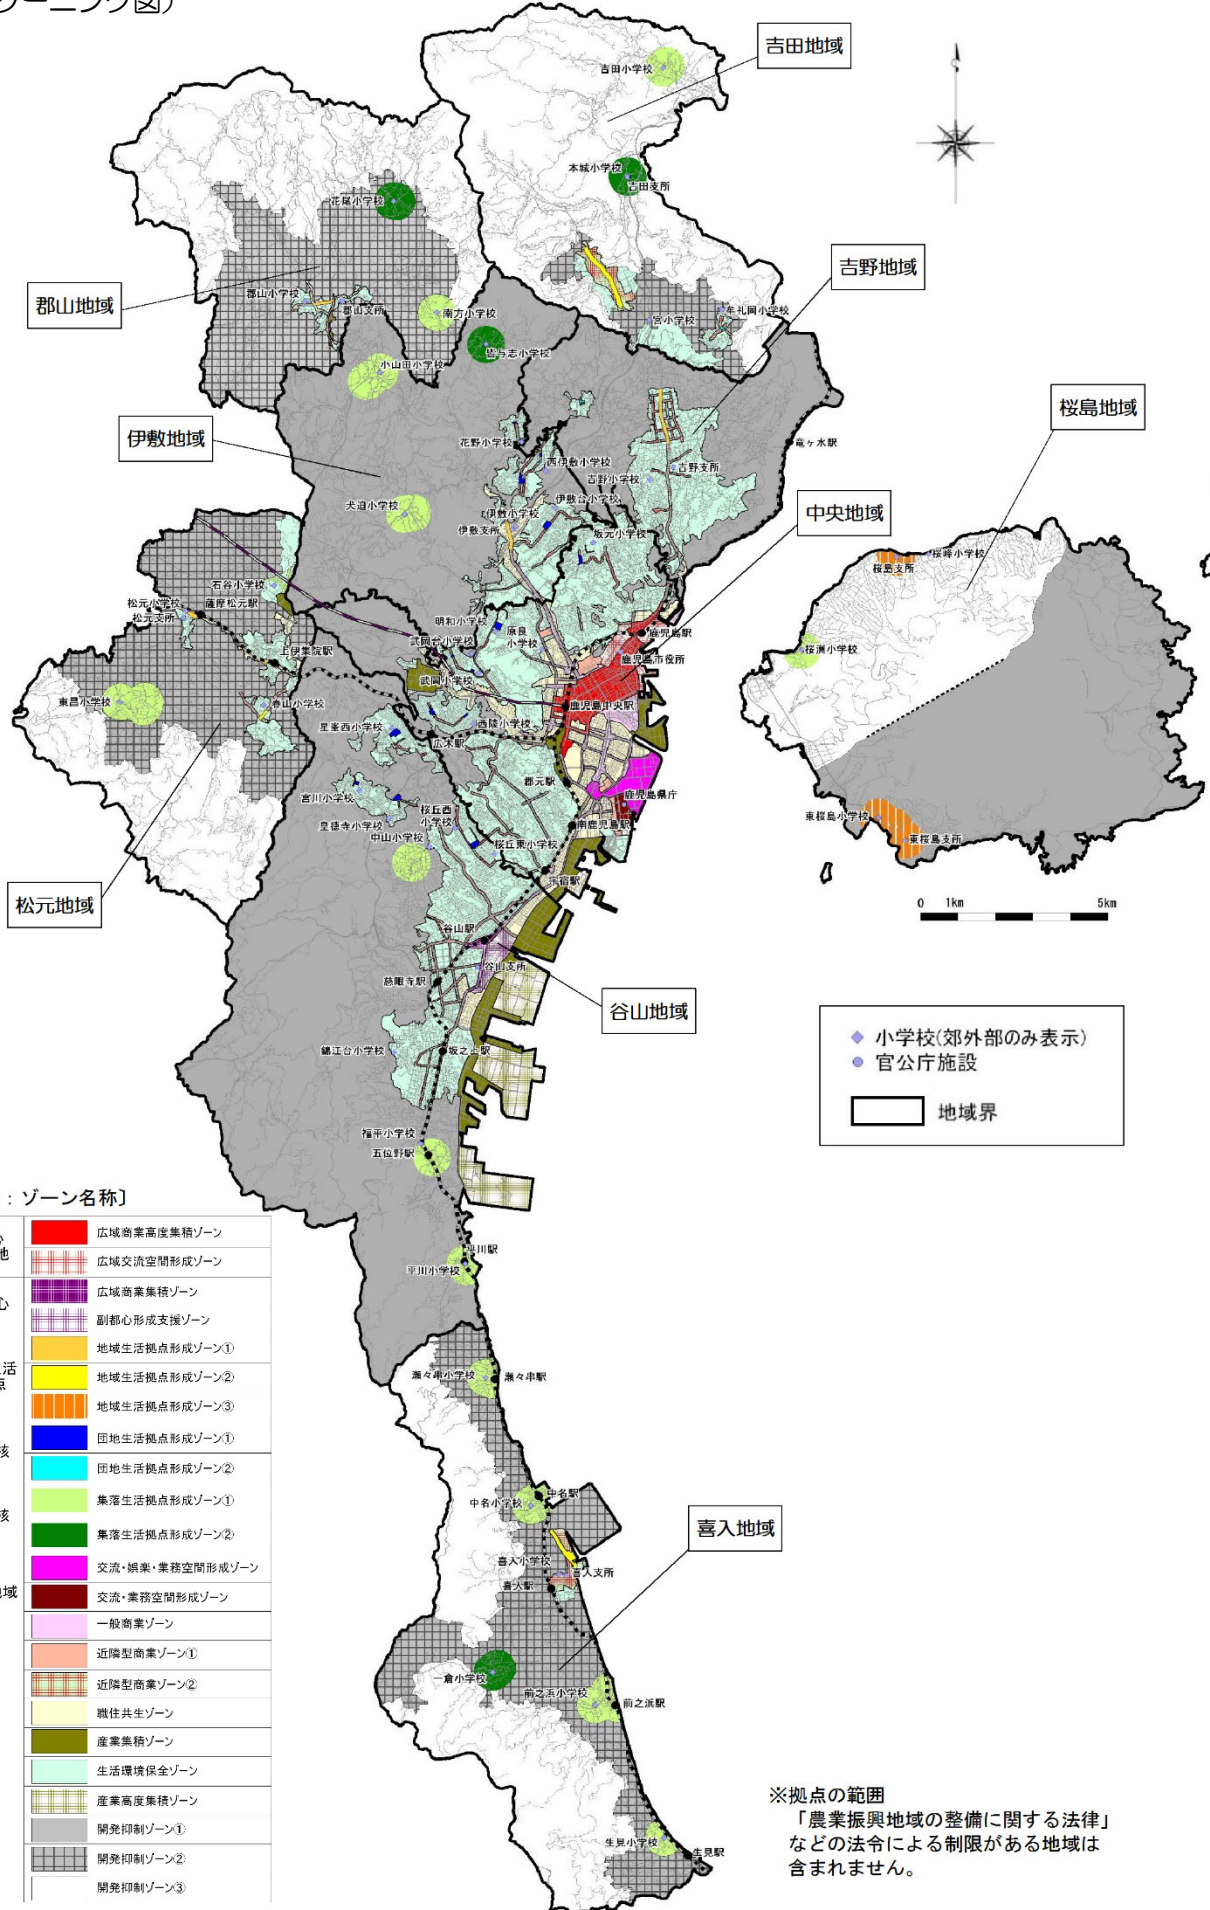 ゾーニング図）
吉田地域
吉田小学校
本城小学校
吉田支所
花尾小学校
吉野地域
郡山地域
郡山小学校
郡山支所
南方小学校
宮小学校
牟礼岡小学校
皆与志小学校
小山田小学校
桜島地域
伊敷地域
花野小学校
竜ヶ水駅
西伊敷小学校
吉野支所
吉野小学校
中央地域
伊敷台小学校
犬迫小学校
伊敷小学校
伊敷支所
坂元小学校
桜峰小学校
桜島支所
石谷小学校
松元小学校
薩摩松元駅
松元支所
明和小学校
原良
小学校
武岡台小学校
鹿児島駅
鹿児島市役所
上伊集院駅
桜洲小学校
武岡小学校
東昌小学校
春山小学校
鹿児島中央駅
星峯西小学校
西陵小学校
広木駅
郡元駅
宮川小学校
鹿児島県庁
皇徳寺小学校
桜丘西
小学校
南鹿児島駅
東桜島小学校
東桜島支所
中山小学校
桜丘東小学校
宇宿駅
松元地域
0 1km 5km
谷山駅
谷山支所
慈眼寺駅
谷山地域
小学校(郊外部のみ表示)
官公庁施設
地域界
錦江台小学校
坂之上駅
福平小学校
五位野駅
：ゾーン名称〕
広域商業高度集積ゾーン
地
広域交流空間形成ゾーン
平川駅
平川小学校
広域商業集積ゾーン
心
副都心形成支援ゾーン
地域生活拠点形成ゾーン①
活
点
地域生活拠点形成ゾーン②
瀬々串小学校
瀬々串駅
地域生活拠点形成ゾーン③
核
団地生活拠点形成ゾーン①
団地生活拠点形成ゾーン②
集落生活拠点形成ゾーン①
核
中名小学校
中名駅
集落生活拠点形成ゾーン②
喜入地域
交流・娯楽・業務空間形成ゾーン
喜入小学校
喜入支所
喜入駅
地域
交流・業務空間形成ゾーン
一般商業ゾーン
近隣型商業ゾーン①
近隣型商業ゾーン②
一倉小学校
前之浜小学校
前之浜駅
職住共生ゾーン
産業集積ゾーン
生活環境保全ゾーン
産業高度集積ゾーン
開発抑制ゾーン①
開発抑制ゾーン②
開発抑制ゾーン③
生見小学校
生見駅
※拠点の範囲
「農業振興地域の整備に関する法律」
などの法令による制限がある地域は
含まれません。